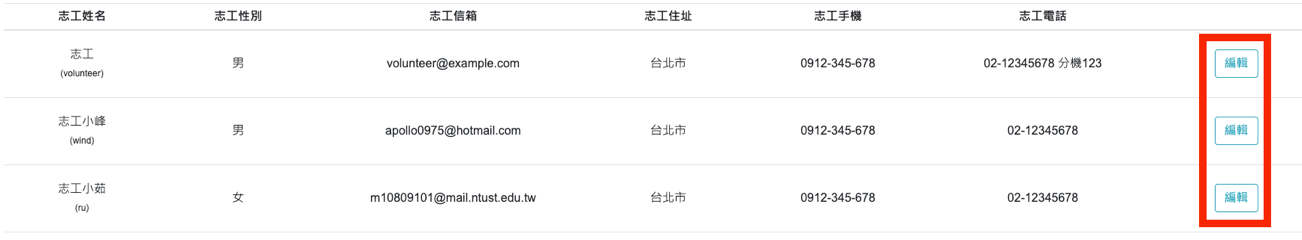 志工姓名 志工性別 志工信箱 志工住址 志工手機 志工電話
志工
(volunteer) 男 volunteer@example.com 台北市 0912-345-678 02-12345678 分機123 編輯
志工小峰
(wind) 男 apollo0975@hotmail.com 台北市 0912-345-678 02-12345678 編輯
志工小茹
(ru) 女 m10809101@mail.ntust.edu.tw 台北市 0912-345-678 02-12345678 編輯